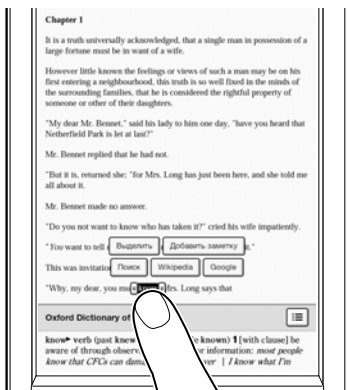 Chapter 1
It is a truth universally acknowledged, that a single man in possession of a
large fortune must be in want of a wife.
However little known the feelings or views of such a man may be on his
first entering a neighbourhood, this truth is so well fixed in the minds of
the surrounding families, that he is considered the rightful property of
someone or other of their daughters.
"My dear Mr. Bennet," said his lady to him one day, "have you heard that
Netherfield Park is let at last?"
Mr. Bennet replied that he had not.
"But it is, returned she; "for Mrs. Long has just been here, and she told me
all about it.
Mr. Bennet made no answer.
"Do you not want to know who has taken it?" cried his wife impatiently.
"You want to tell Выделить Добавить заметку t."
This was invitatio Поиск Wikipedia Google
"Why, my dear, you mu Mrs. Long says that
Oxford Dictionary of
know verb (past knew known) 1 [with clause] be
aware of through observ or information: most people
know that CFCs can dama ver | I know what I'm